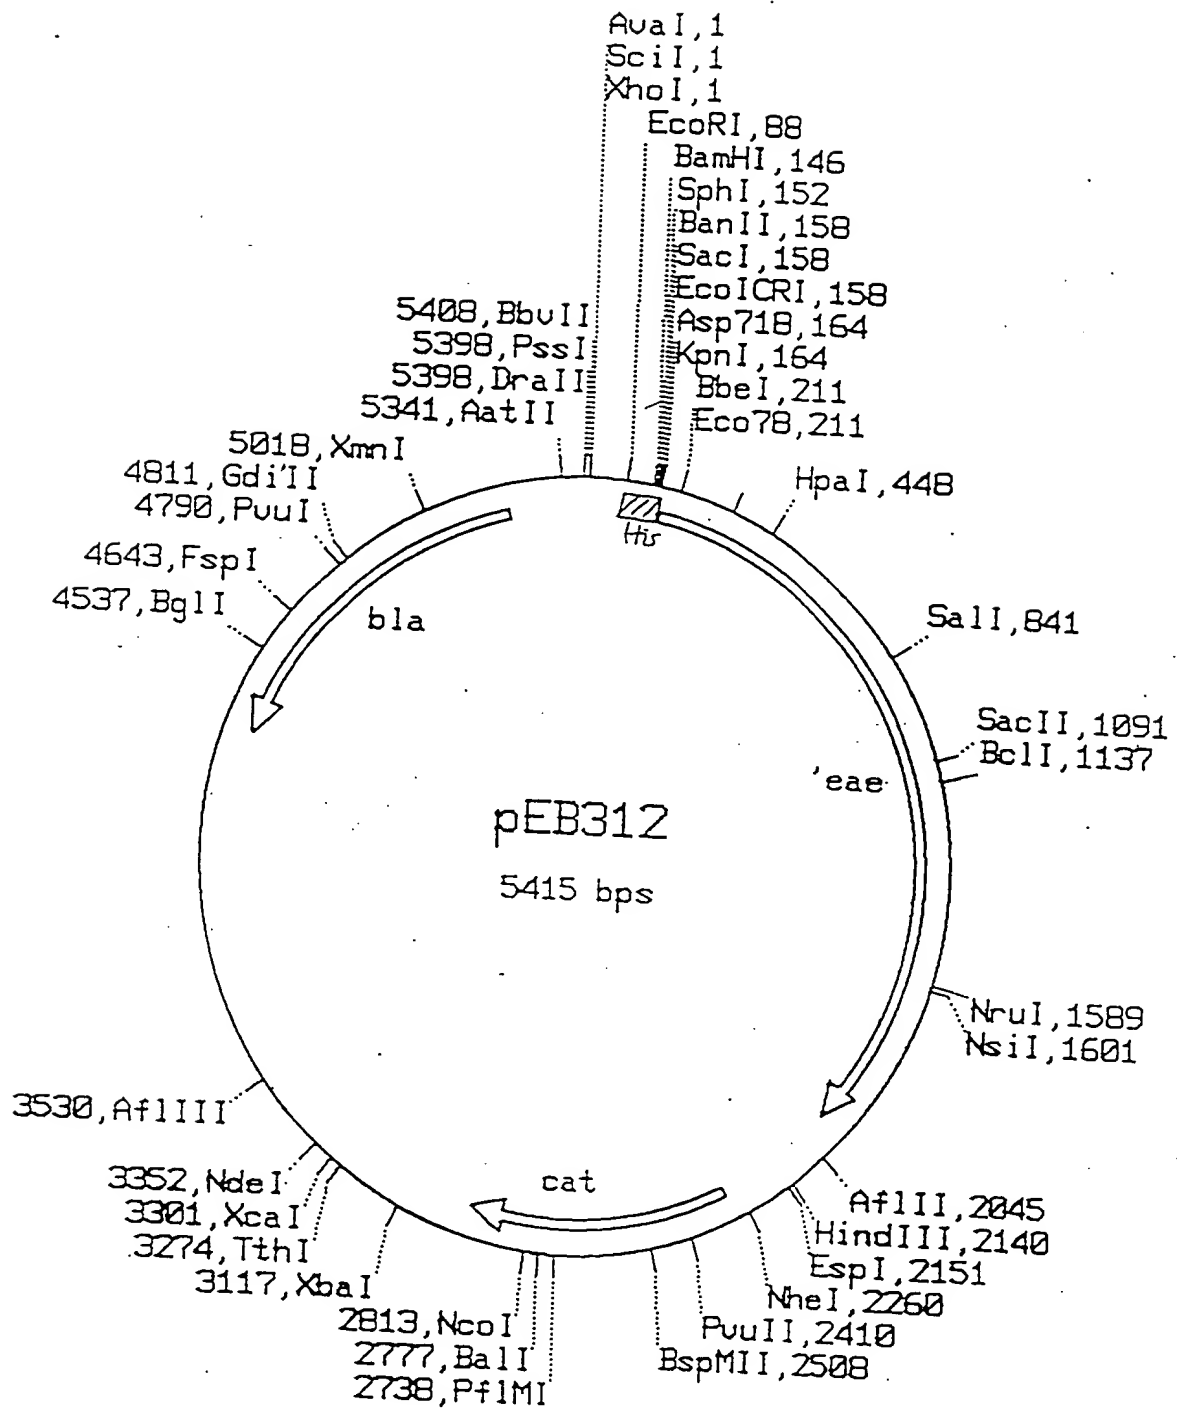 AvaI,1
SciI,1
XhoI,1
EcoRI,88
BamHI,146
SphI,152
BanII,158
SacI,158
EcoICRI,158
Asp718,164
KpnI,164
BbeI,211
Eco78,211
HpaI,448
SalI,841
SacII,1091
BclI,1137
NruI,1589
NsiI,1601
AflII,2045
HindIII,2140
EspI,2151
NheI,2260
PvuII,2410
BspMII,2508
2738,PflMI
2777,BalI
2813,NcoI
3117,XbaI
3274,TthI
3301,XcaI
3352,NdeI
3530,AflIII
4537,BglI
4643,FspI
4790,PvuI
4811,Gdi'II
5018,XmnI
5341,AatII
5398,DraII
5398,PssI
5408,BbvII
His
bla
'eae
cat
pEB312
5415 bps